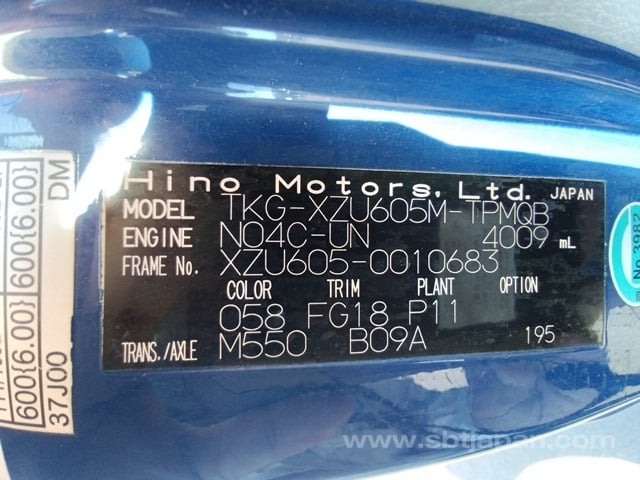 Hino Motors, Ltd. JAPAN
MODEL TKG-XZU605M-TPMQB
ENGINE N04C-UN 4009 mL
FRAME No. XZU605-0010683
COLOR TRIM PLANT OPTION
058 FG18 P11
TRANS./AXLE M550 B09A 195
600{6.00} 600{6.00}
37J00 DM
www.sbtjapan.com